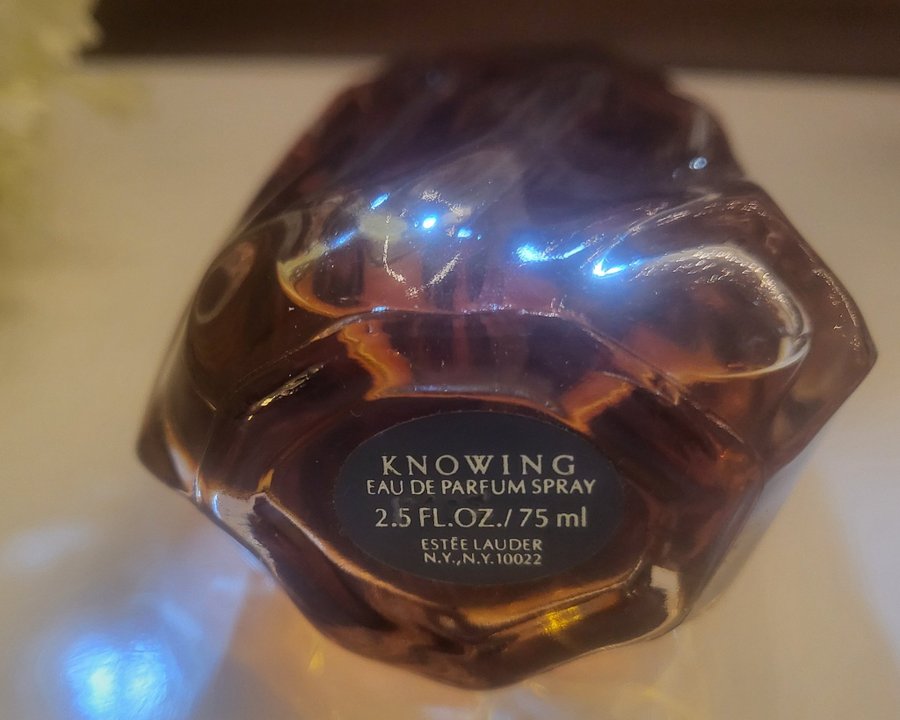 KNOWING
EAU DE PARFUM SPRAY
2.5 FL.OZ./75 ml
ESTĒE LAUDER
N.Y.,N.Y.10022